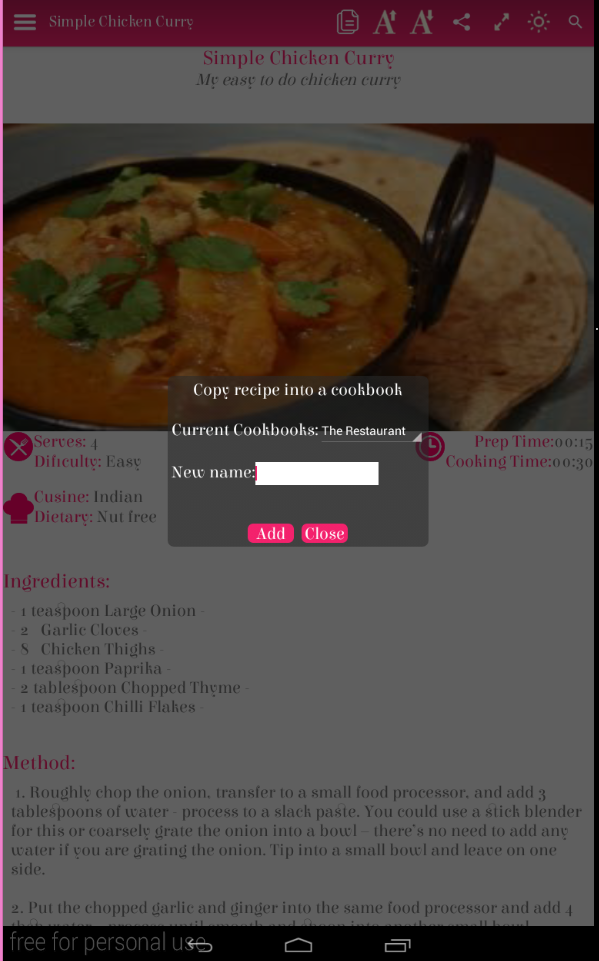 Simple Chicken Curry
Simple Chicken Curry
My easy to do chicken curry
Copy recipe into a cookbook
Current Cookbooks: The Restaurant
New name:
Add Close
Serves: 4
Dificulty: Easy
Prep Time:00:15
Cooking Time:00:30
Cusine: Indian
Dietary: Nut free
Ingredients:
- 1 teaspoon Large Onion -
- 2 Garlic Cloves -
- 8 Chicken Thighs -
- 1 teaspoon Paprika -
- 2 tablespoon Chopped Thyme -
- 1 teaspoon Chilli Flakes -
Method:
1. Roughly chop the onion, transfer to a small food processor, and add 3
tablespoons of water - process to a slack paste. You could use a stick blender
for this or coarsely grate the onion into a bowl – there's no need to add any
water if you are grating the onion. Tip into a small bowl and leave on one
side.
2. Put the chopped garlic and ginger into the same food processor and add 4
free for personal use